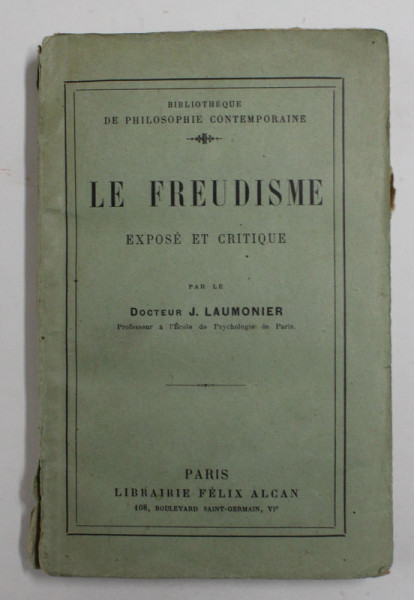 BIBLIOTHÈQUE
DE PHILOSOPHIE CONTEMPORAINE
LE FREUDISME
EXPOSÉ ET CRITIQUE
PAR LE
DOCTEUR J. LAUMONIER
Professeur à l'École de Psychologie de Paris.
PARIS
LIBRAIRIE FÉLIX ALCAN
108, BOULEVARD SAINT-GERMAIN, VIe